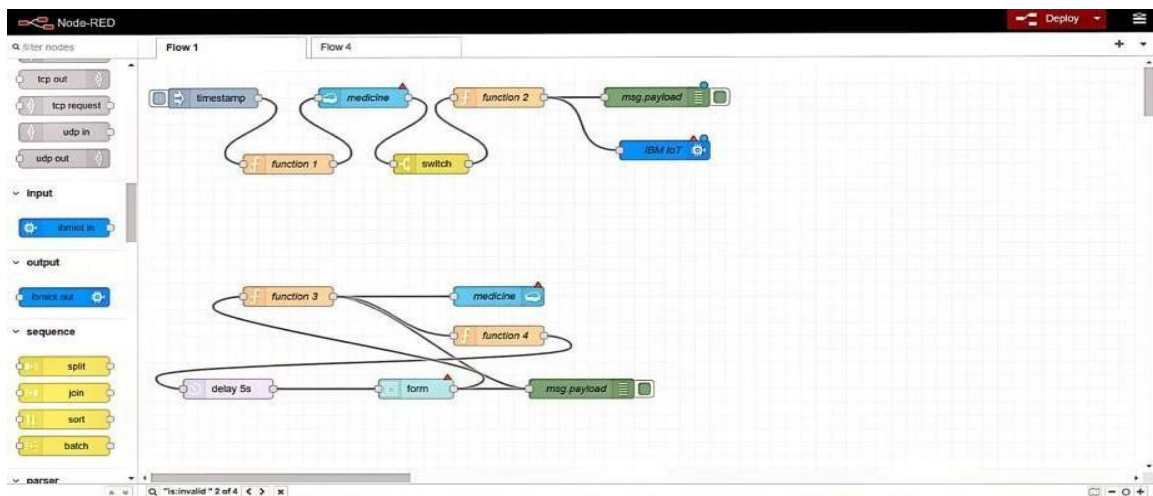 Node-RED
Deploy
filter nodes
Flow 1
Flow 4
tcp out
tcp request
udp in
udp out
input
ibmiot in
output
ibmiot out
sequence
split
join
sort
batch
parser
timestamp
function 1
medicine
switch
function 2
msg.payload
IBM IoT
function 3
medicine
function 4
delay 5s
form
msg.payload
"is:invalid " 2 of 4